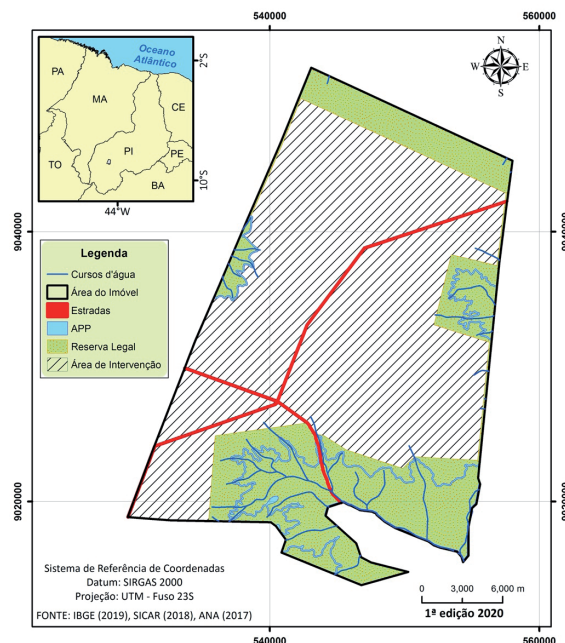 540000
560000
Oceano
Atlântico
PA
MA
CE
PI
PE
TO
BA
2°S
10°S
44°W
N
W
E
S
9040000
9040000
Legenda
Cursos d'água
Área do Imóvel
Estradas
APP
Reserva Legal
Área de Intervenção
9020000
9020000
Sistema de Referência de Coordenadas
Datum: SIRGAS 2000
Projeção: UTM - Fuso 23S
FONTE: IBGE (2019), SICAR (2018), ANA (2017)
0 3,000 6,000 m
1ª edição 2020
540000
560000